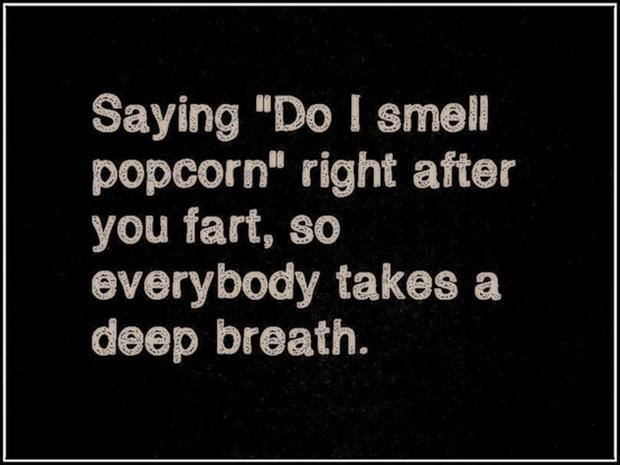 Saying "Do I smell
popcorn" right after
you fart, so
everybody takes a
deep breath.